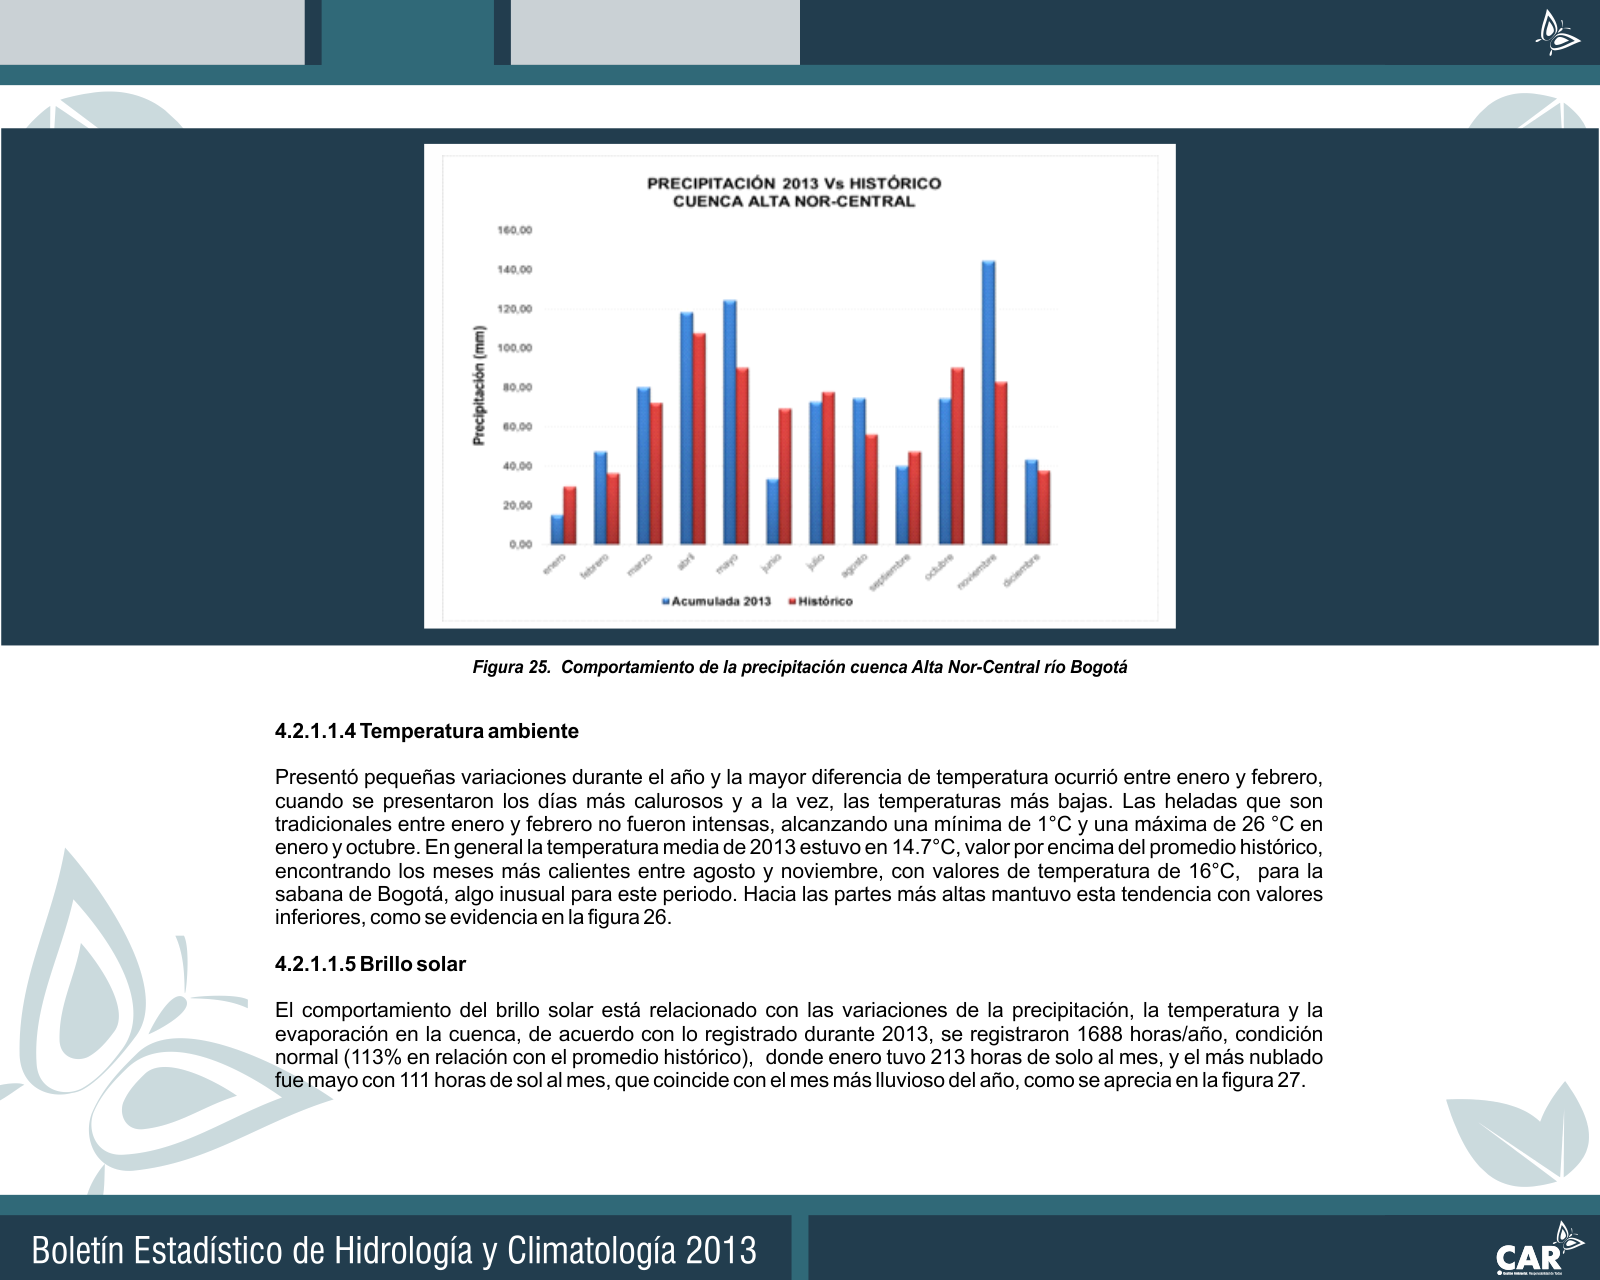 PRECIPITACIÓN 2013 Vs HISTÓRICO
CUENCA ALTA NOR-CENTRAL
Precipitación (mm)
160,00
140,00
120,00
100,00
80,00
60,00
40,00
20,00
0,00
enero febrero marzo abril mayo junio julio agosto septiembre octubre noviembre diciembre
Acumulada 2013 Histórico
Figura 25. Comportamiento de la precipitación cuenca Alta Nor-Central río Bogotá
4.2.1.1.4 Temperatura ambiente
Presentó pequeñas variaciones durante el año y la mayor diferencia de temperatura ocurrió entre enero y febrero,
cuando se presentaron los días más calurosos y a la vez, las temperaturas más bajas. Las heladas que son
tradicionales entre enero y febrero no fueron intensas, alcanzando una mínima de 1°C y una máxima de 26 °C en
enero y octubre. En general la temperatura media de 2013 estuvo en 14.7°C, valor por encima del promedio histórico,
encontrando los meses más calientes entre agosto y noviembre, con valores de temperatura de 16°C, para la
sabana de Bogotá, algo inusual para este periodo. Hacia las partes más altas mantuvo esta tendencia con valores
inferiores, como se evidencia en la figura 26.
4.2.1.1.5 Brillo solar
El comportamiento del brillo solar está relacionado con las variaciones de la precipitación, la temperatura y la
evaporación en la cuenca, de acuerdo con lo registrado durante 2013, se registraron 1688 horas/año, condición
normal (113% en relación con el promedio histórico), donde enero tuvo 213 horas de solo al mes, y el más nublado
fue mayo con 111 horas de sol al mes, que coincide con el mes más lluvioso del año, como se aprecia en la figura 27.
Boletín Estadístico de Hidrología y Climatología 2013
CAR